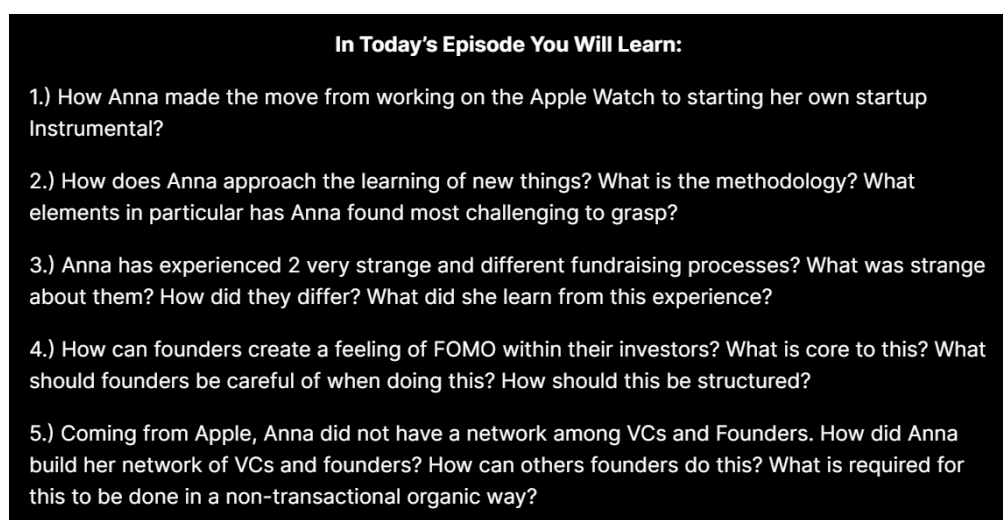 In Today’s Episode You Will Learn:
1.) How Anna made the move from working on the Apple Watch to starting her own startup
Instrumental?
2.) How does Anna approach the learning of new things? What is the methodology? What
elements in particular has Anna found most challenging to grasp?
3.) Anna has experienced 2 very strange and different fundraising processes? What was strange
about them? How did they differ? What did she learn from this experience?
4.) How can founders create a feeling of FOMO within their investors? What is core to this? What
should founders be careful of when doing this? How should this be structured?
5.) Coming from Apple, Anna did not have a network among VCs and Founders. How did Anna
build her network of VCs and founders? How can others founders do this? What is required for
this to be done in a non-transactional organic way?